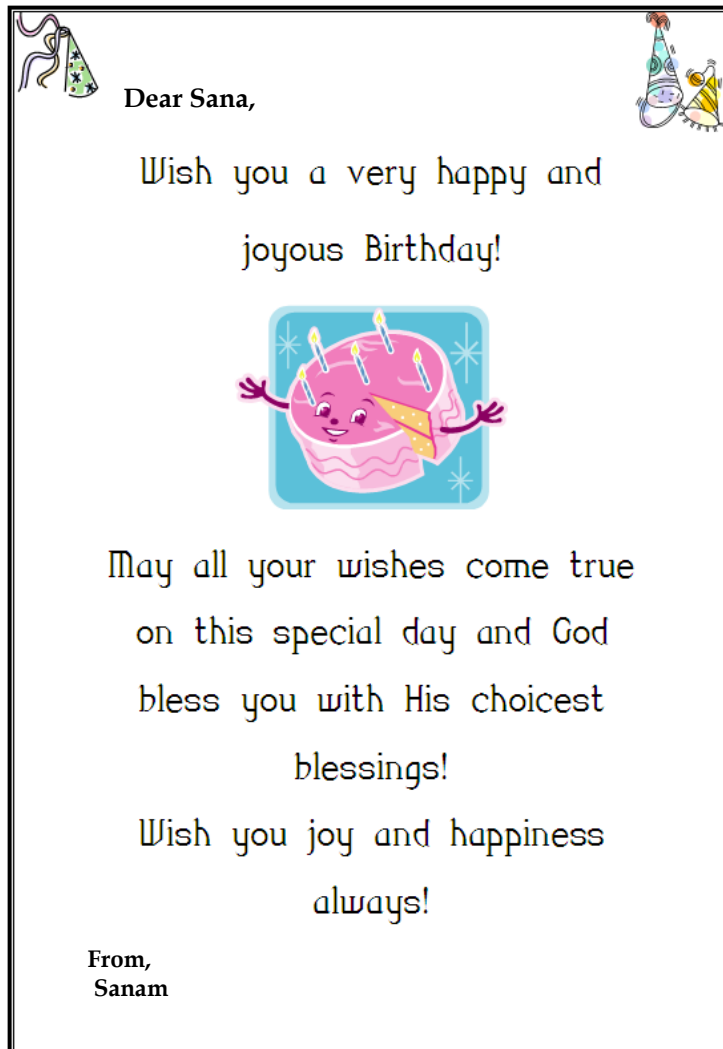 Dear Sana,
Wish you a very happy and
joyous Birthday!
May all your wishes come true
on this special day and God
bless you with His choicest
blessings!
Wish you joy and happiness
always!
From,
Sanam